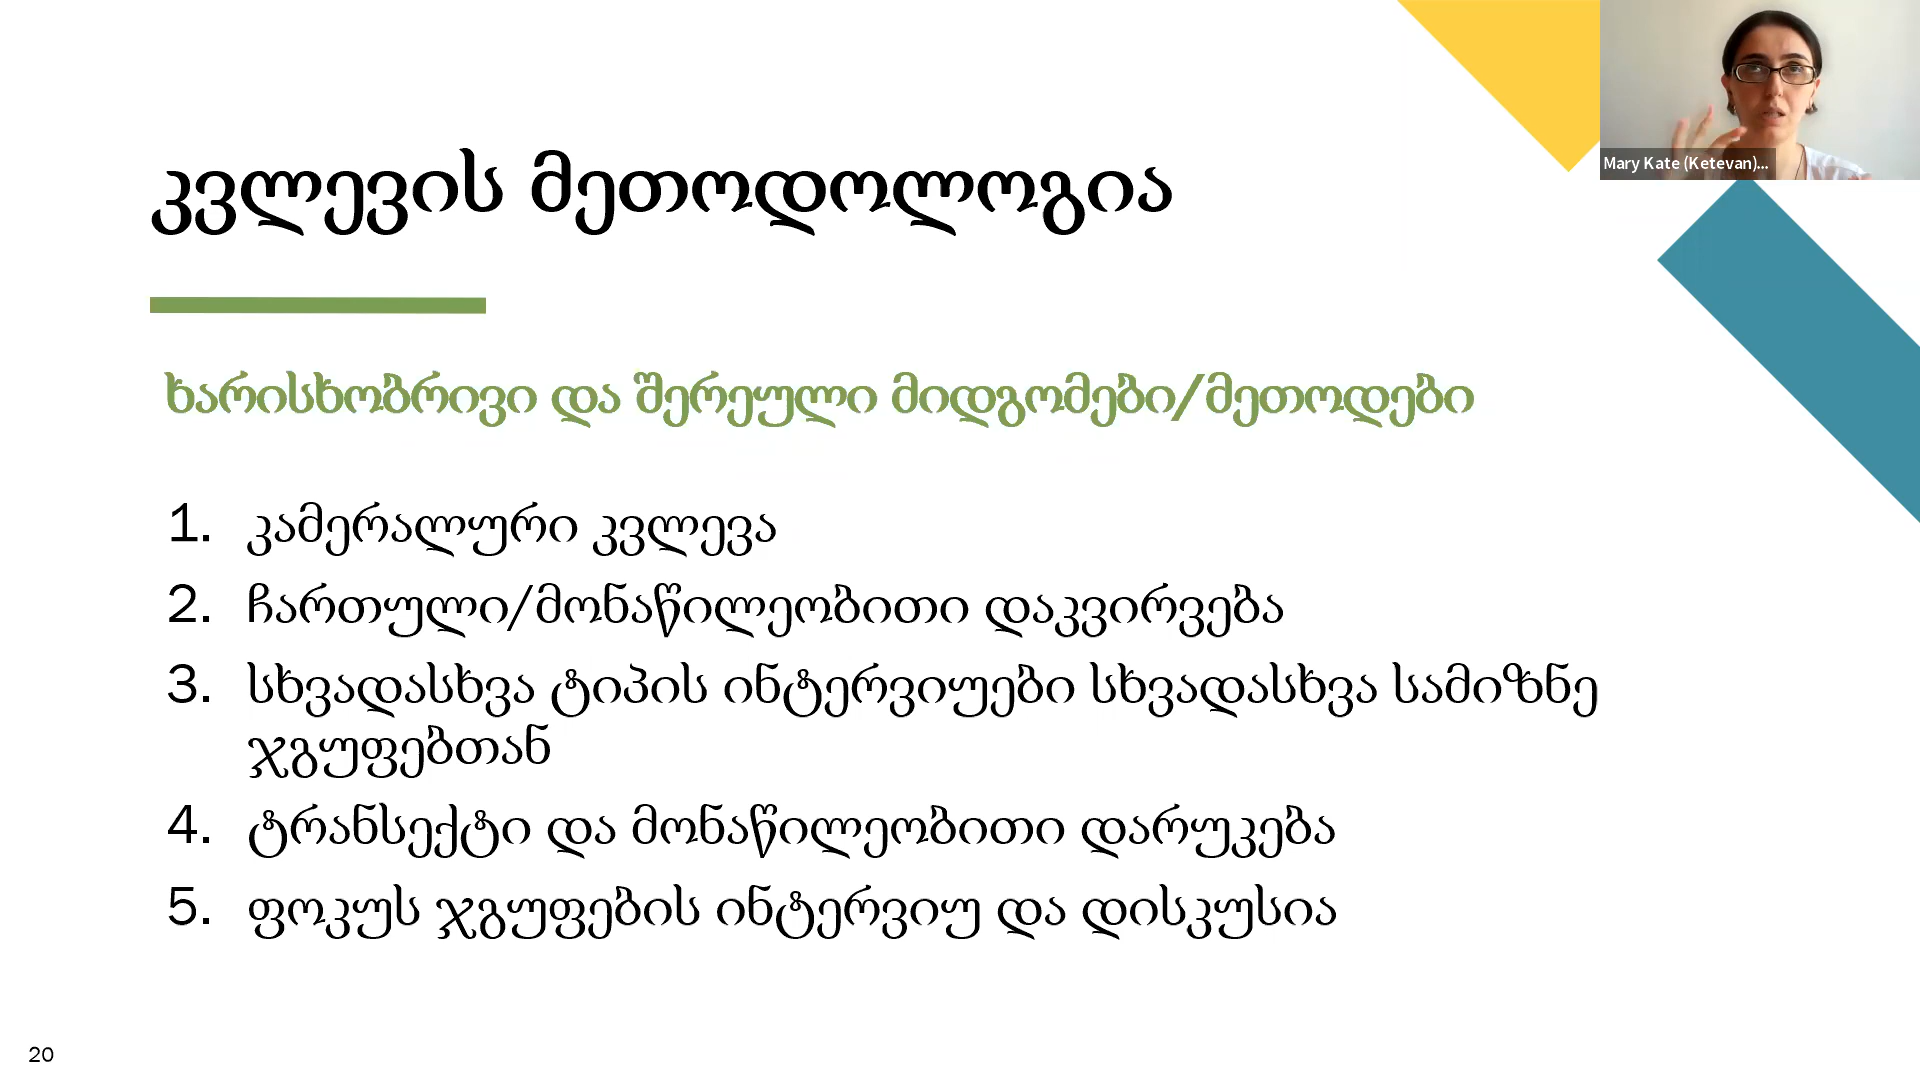 კვლევის მეთოდოლოგია
Mary Kate (Ketevan)...
ხარისხობრივი და შერეული მიდგომები/მეთოდები
1. კამერალური კვლევა
2. ჩართული/მონაწილეობითი დაკვირვება
3. სხვადასხვა ტიპის ინტერვიუები სხვადასხვა სამიზნე
ჯგუფებთან
4. ტრანსექტი და მონაწილეობითი დარუკება
5. ფოკუს ჯგუფების ინტერვიუ და დისკუსია
20